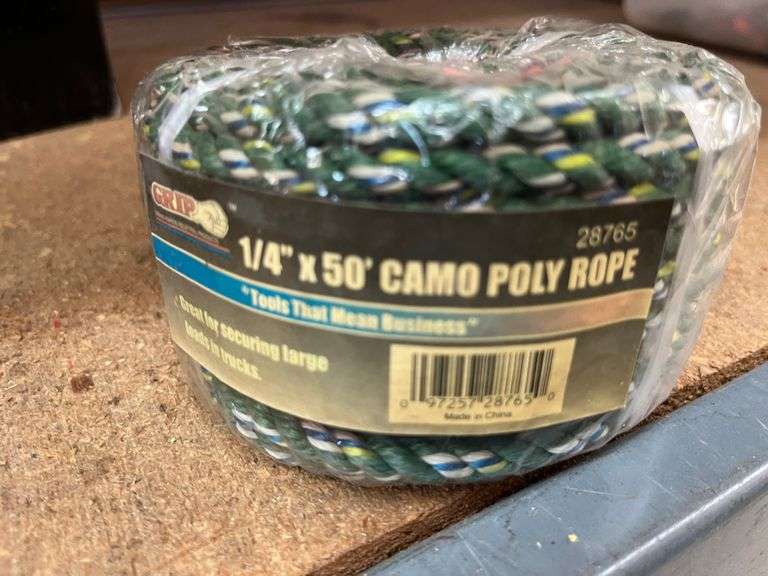 GRIP
™
28765
1/4" x 50' CAMO POLY ROPE
"Tools That Mean Business"
Great for securing large
loads in trucks.
0 97257 28765 0
Made in China